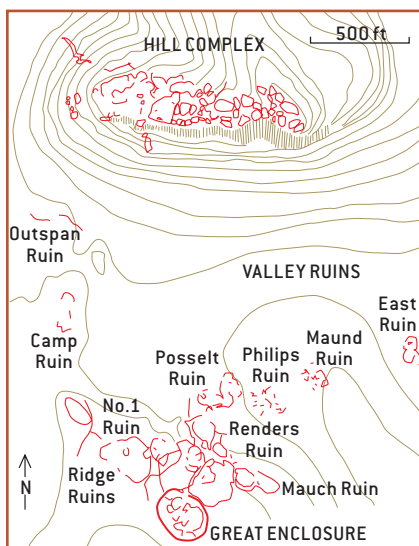 HILL COMPLEX
500 ft
Outspan
Ruin
VALLEY RUINS
East
Ruin
Camp
Ruin
Posselt
Ruin
Philips
Ruin
Maund
Ruin
No.1
Ruin
Renders
Ruin
Ridge
Ruins
Mauch Ruin
N
GREAT ENCLOSURE